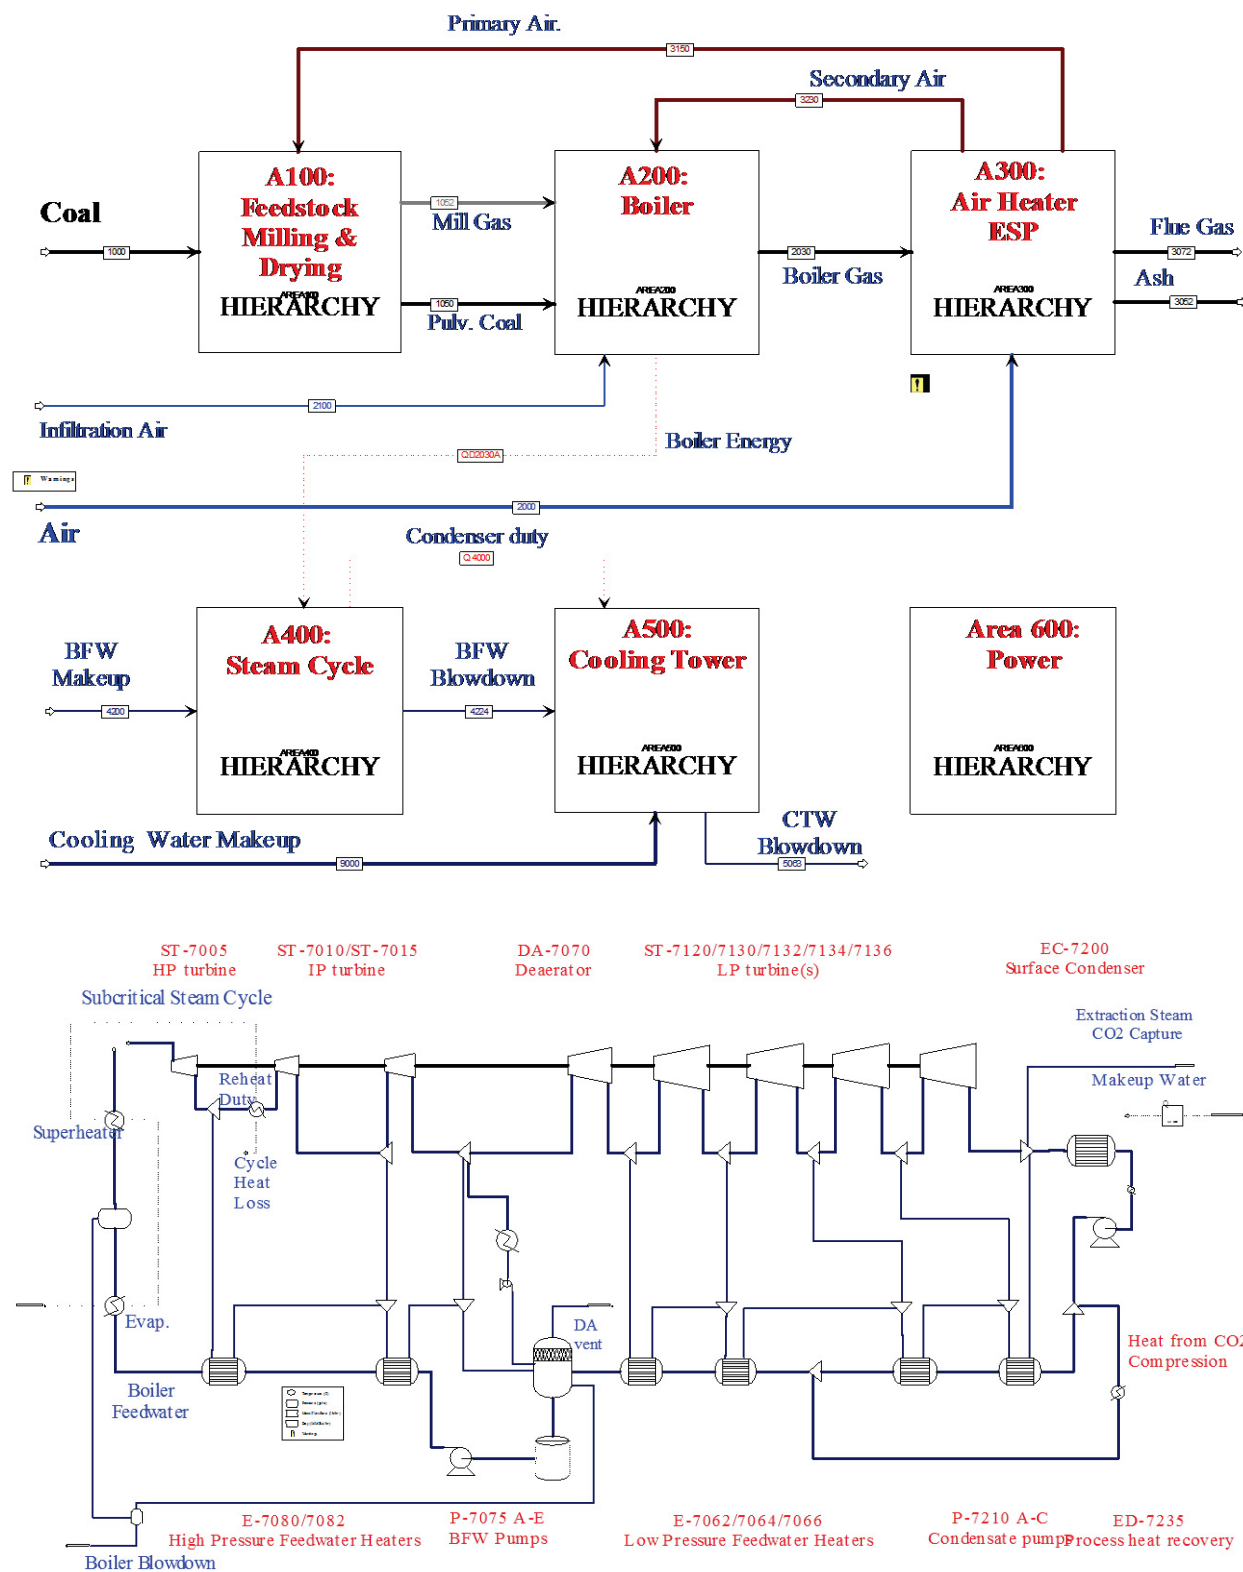 Primary Air.
3150
Secondary Air
3230
A100:
Feedstock
Milling &
Drying
AREA100
HIERARCHY
A200:
Boiler
AREA200
HIERARCHY
A300:
Air Heater
ESP
AREA300
HIERARCHY
Coal
1000
1052
Mill Gas
1050
Pulv. Coal
2030
Boiler Gas
Flue Gas
3072
Ash
3052
2100
Infiltration Air
Boiler Energy
QD2030A
Warnings
2000
Air
Condenser duty
Q4000
A400:
Steam Cycle
AREA400
HIERARCHY
A500:
Cooling Tower
AREA500
HIERARCHY
Area 600:
Power
AREA600
HIERARCHY
BFW
Makeup
4200
BFW
Blowdown
4224
Cooling Water Makeup
9000
CTW
Blowdown
5063
ST-7005
HP turbine
ST-7010/ST-7015
IP turbine
DA-7070
Deaerator
ST-7120/7130/7132/7134/7136
LP turbine(s)
EC-7200
Surface Condenser
Subcritical Steam Cycle
Extraction Steam
CO2 Capture
Reheat
Duty
Makeup Water
Superheater
Cycle
Heat
Loss
Evap.
DA
vent
Heat from CO2
Compression
Boiler
Feedwater
E-7080/7082
High Pressure Feedwater Heaters
P-7075 A-E
BFW Pumps
E-7062/7064/7066
Low Pressure Feedwater Heaters
P-7210 A-C
Condensate pumps
ED-7235
Process heat recovery
Boiler Blowdown